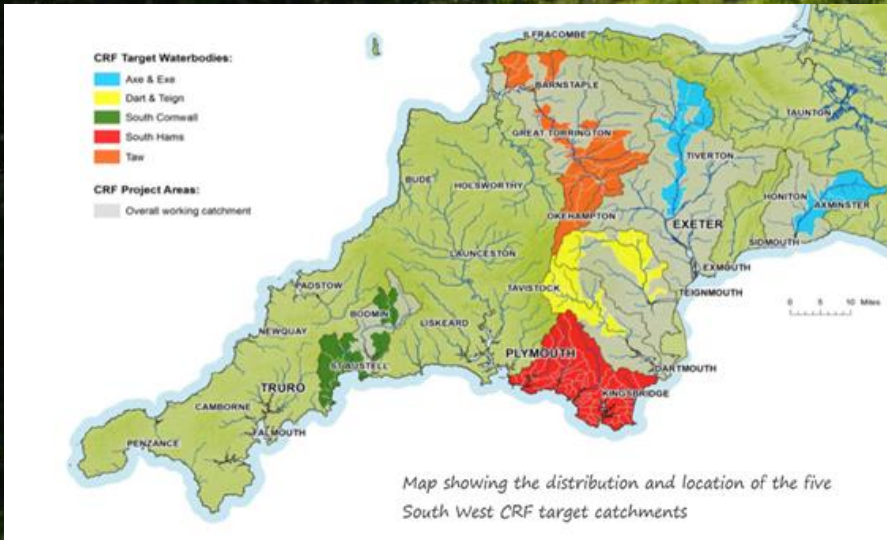 CRF Target Waterbodies:
Axe & Exe
Dart & Teign
South Cornwall
South Hams
Taw
CRF Project Areas:
Overall working catchment
ILFRACOMBE
BARNSTAPLE
TAUNTON
GREAT TORRINGTON
TIVERTON
BUDE
HOLSWORTHY
HONITON
AXMINSTER
OKEHAMPTON
EXETER
SIDMOUTH
LAUNCESTON
EXMOUTH
PADSTOW
TAVISTOCK
TEIGNMOUTH
0 5 10 Miles
BODMIN
NEWQUAY
LISKEARD
PLYMOUTH
ST AUSTELL
DARTMOUTH
TRURO
KINGSBRIDGE
CAMBORNE
FALMOUTH
PENZANCE
Map showing the distribution and location of the five
South West CRF target catchments